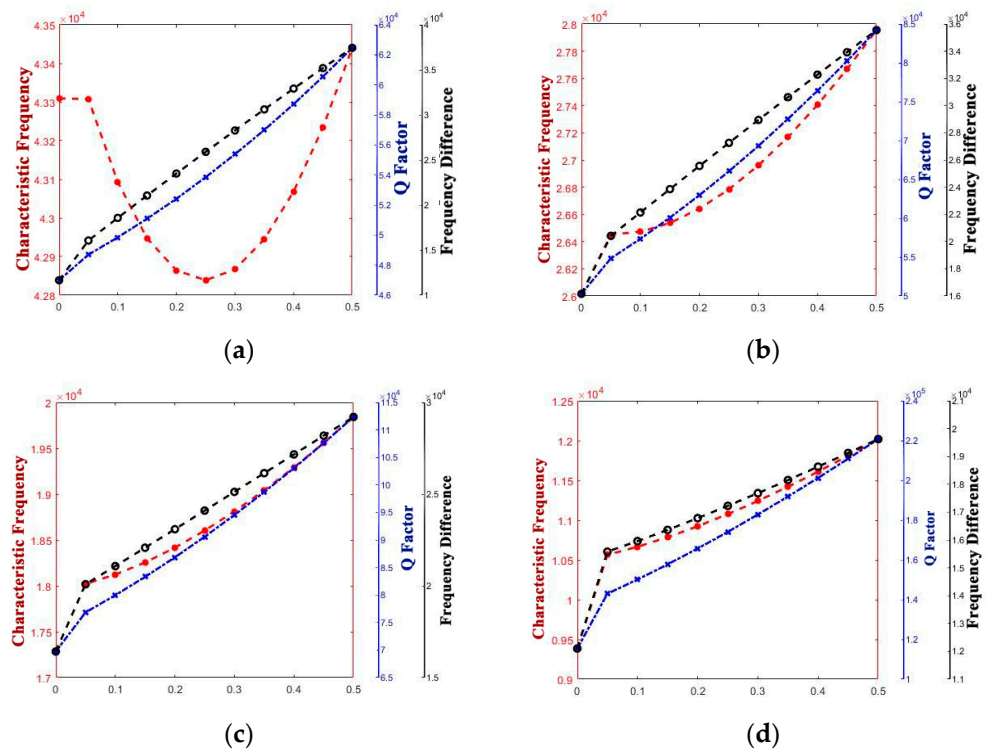 ×10⁴ ×10⁴ ×10⁴
4.35 4.34 4.33 4.32 4.31 4.3 4.29 4.28
Characteristic Frequency
0 0.1 0.2 0.3 0.4 0.5
6.2 6 5.8 5.6 5.4 5.2 5 4.8 4.6
Q Factor
4 3.5 3 2.5 2 1.5 1
Frequency Difference
(a)
×10⁴ ×10⁴ ×10⁴
2.8 2.78 2.76 2.74 2.72 2.7 2.68 2.66 2.64 2.62 2.6
Characteristic Frequency
0 0.1 0.2 0.3 0.4 0.5
8.5 8 7.5 7 6.5 6 5.5 5
Q Factor
3.6 3.4 3.2 3 2.8 2.6 2.4 2.2 2 1.8 1.6
Frequency Difference
(b)
×10⁴ ×10⁴ ×10⁴
2 1.95 1.9 1.85 1.8 1.75 1.7
Characteristic Frequency
0 0.1 0.2 0.3 0.4 0.5
11.5 11 10.5 10 9.5 9 8.5 8 7.5 7 6.5
Q Factor
3 2.5 2 1.5
Frequency Difference
(c)
×10⁴ ×10⁵ ×10⁴
1.25 1.2 1.15 1.1 1.05 1 0.95 0.9
Characteristic Frequency
0 0.1 0.2 0.3 0.4 0.5
2.4 2.2 2 1.8 1.6 1.4 1.2 1
Q Factor
2.1 2 1.9 1.8 1.7 1.6 1.5 1.4 1.3 1.2 1.1
Frequency Difference
(d)